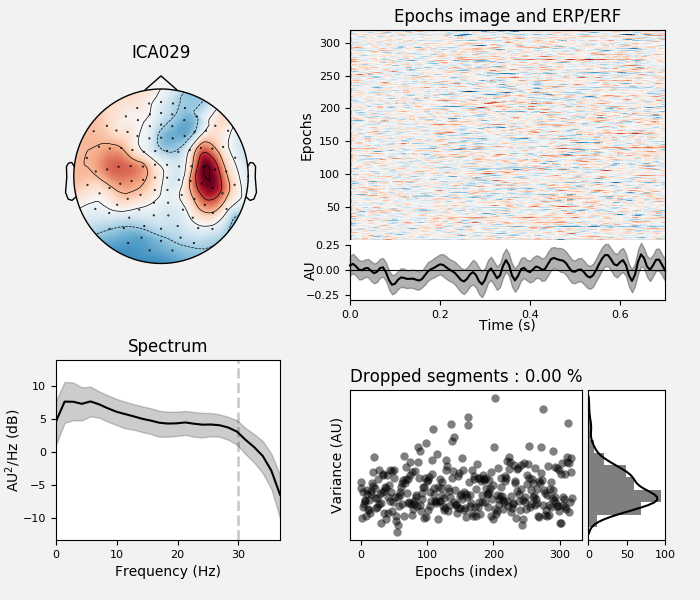 ICA029
Epochs image and ERP/ERF
Epochs
300
250
200
150
100
50
AU
0.25
0.00
−0.25
0.0 0.2 0.4 0.6
Time (s)
Spectrum
AU²/Hz (dB)
10
5
0
−5
−10
0 10 20 30
Frequency (Hz)
Dropped segments : 0.00 %
Variance (AU)
0 100 200 300
Epochs (index)
0 50 100